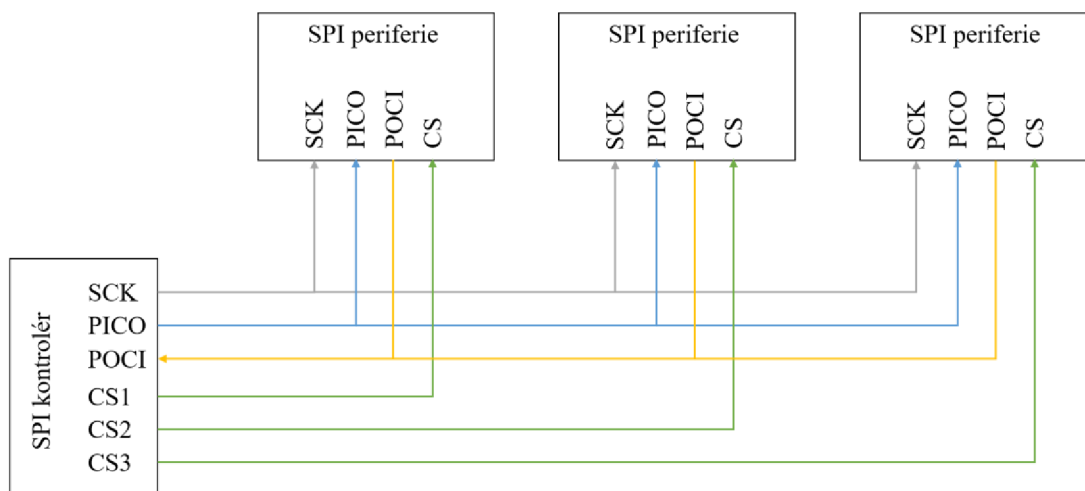 SPI periferie
SPI periferie
SPI periferie
SCK
PICO
POCI
CS
SCK
PICO
POCI
CS
SCK
PICO
POCI
CS
SPI kontrolér
SCK
PICO
POCI
CS1
CS2
CS3